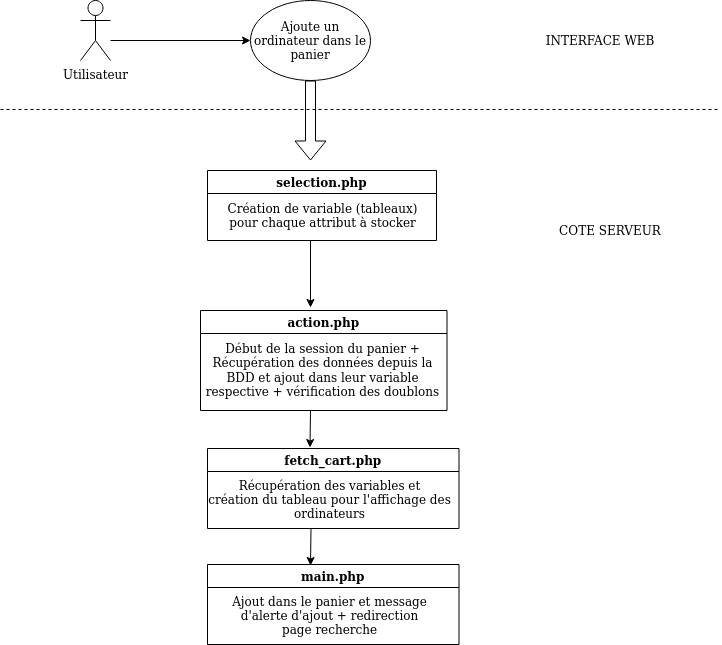 Ajoute un
ordinateur dans le
panier
INTERFACE WEB
Utilisateur
selection.php
Création de variable (tableaux)
pour chaque attribut à stocker
COTE SERVEUR
action.php
Début de la session du panier +
Récupération des données depuis la
BDD et ajout dans leur variable
respective + vérification des doublons
fetch_cart.php
Récupération des variables et
création du tableau pour l'affichage des
ordinateurs
main.php
Ajout dans le panier et message
d'alerte d'ajout + redirection
page recherche